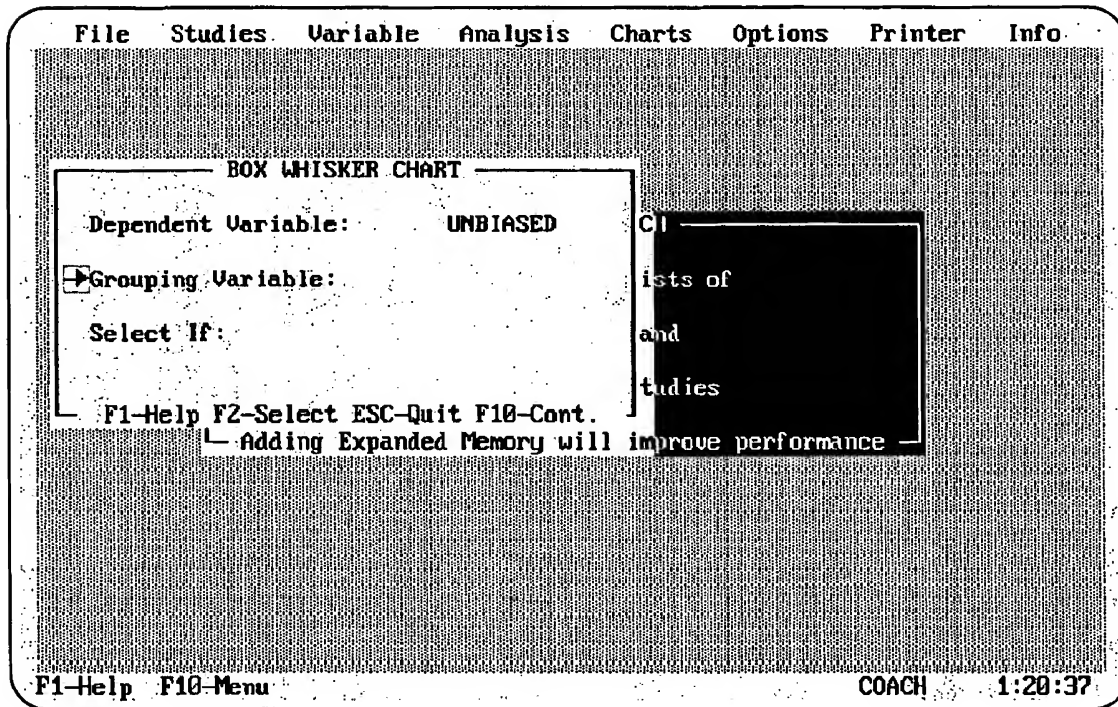 File Studies Variable Analysis Charts Options Printer Info
BOX WHISKER CHART
Dependent Variable: UNBIASED
Grouping Variable:
Select If:
F1-Help F2-Select ESC-Quit F10-Cont.
CH
ists of
and
tudies
Adding Expanded Memory will improve performance
F1-Help F10-Menu COACH 1:20:37